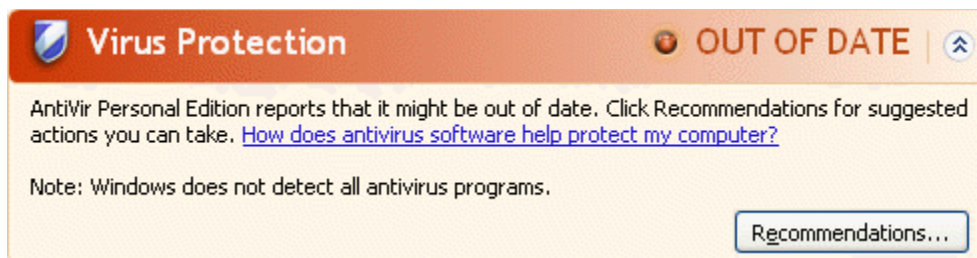 Virus Protection OUT OF DATE
AntiVir Personal Edition reports that it might be out of date. Click Recommendations for suggested
actions you can take. How does antivirus software help protect my computer?
Note: Windows does not detect all antivirus programs.
Recommendations...